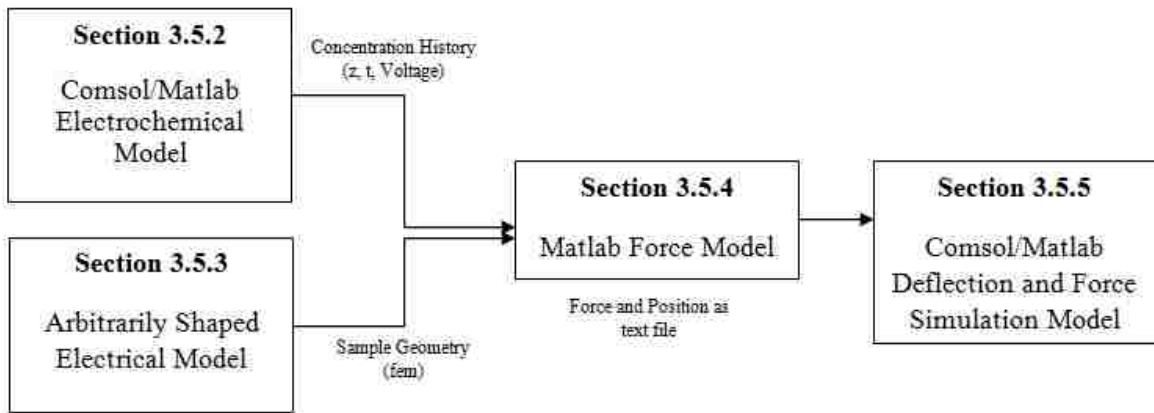 Section 3.5.2
Comsol/Matlab
Electrochemical
Model
Concentration History
(z, t, Voltage)
Section 3.5.3
Arbitrarily Shaped
Electrical Model
Sample Geometry
(fem)
Section 3.5.4
Matlab Force Model
Force and Position as
text file
Section 3.5.5
Comsol/Matlab
Deflection and Force
Simulation Model